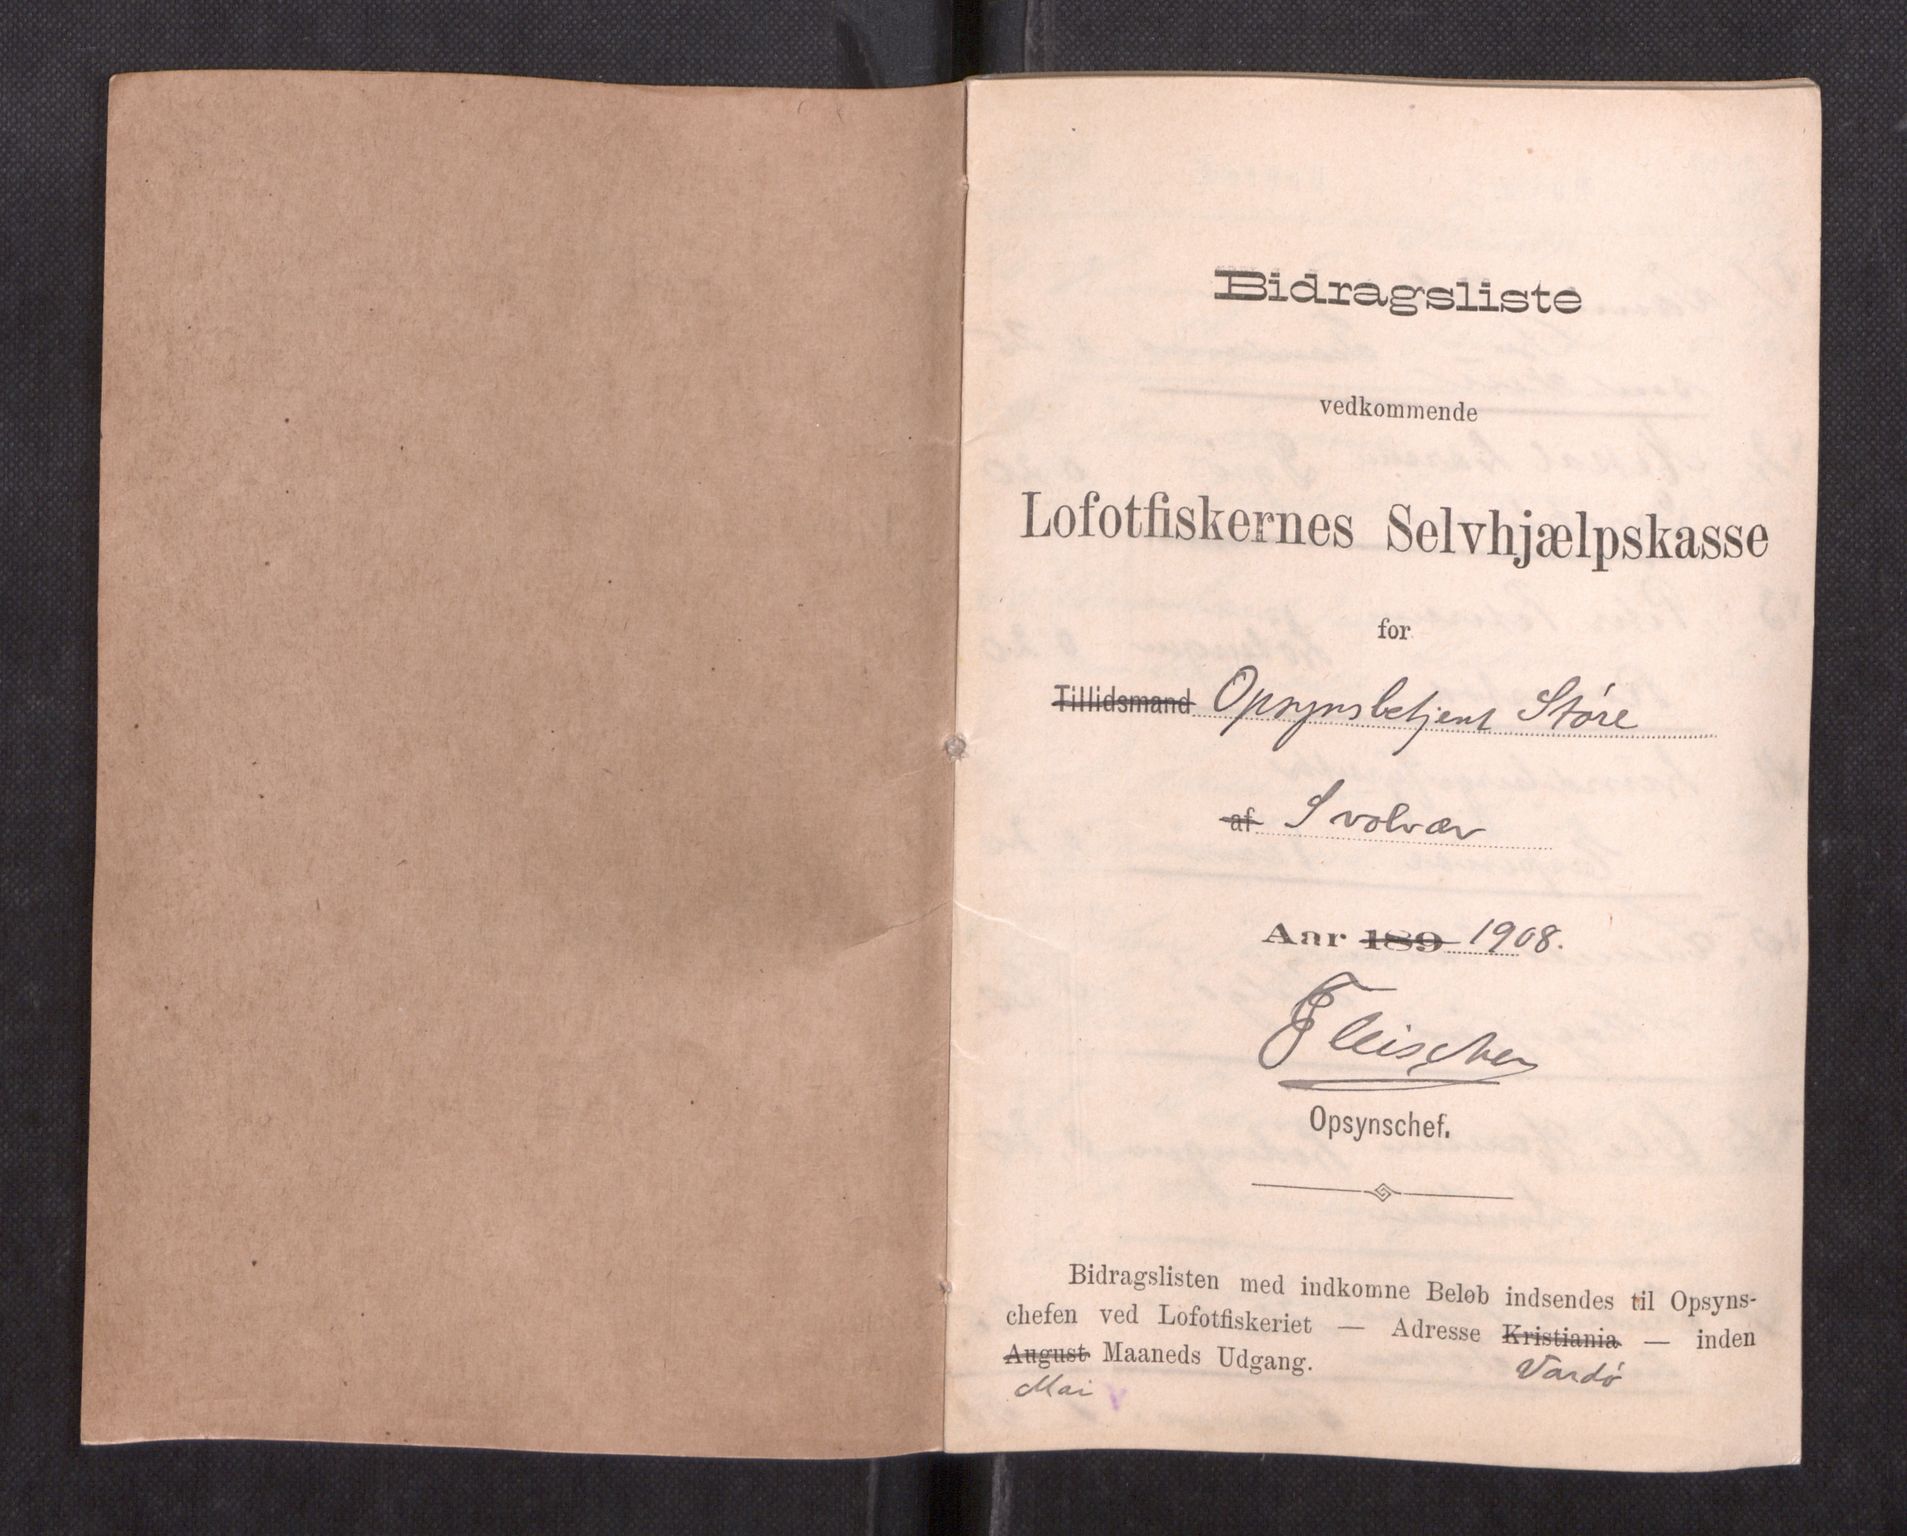 Bidragsliste
vedkommende
Lofotfiskernes Selvhjælpskasse
for
Tillidsmand Opsynsbetjent Støre
af Svolvær
Aar 189 1908.
Fleischer
Opsynschef.
Bidragslisten med indkomne Beløb indsendes til Opsyns-
chefen ved Lofotfiskeriet — Adresse Kristiania — inden
Vardö
August Maaneds Udgang.
Mai v